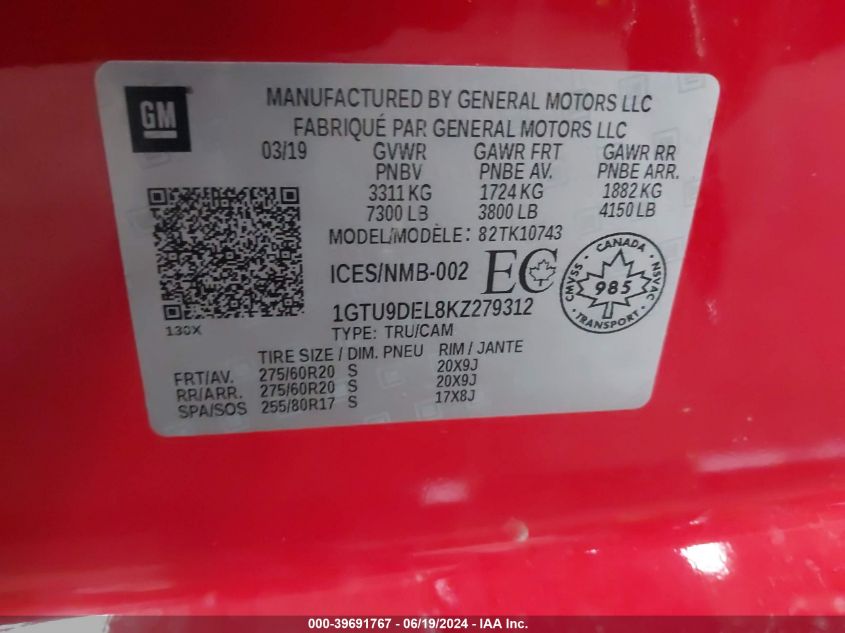 GM
MANUFACTURED BY GENERAL MOTORS LLC
FABRIQUÉ PAR GENERAL MOTORS LLC
03/19 GVWR GAWR FRT GAWR RR
PNBV PNBE AV. PNBE ARR.
3311 KG 1724 KG 1882 KG
7300 LB 3800 LB 4150 LB
MODEL/MODÈLE: 82TK10743
ICES/NMB-002 EC
CANADA
CMVSS 985 NSVAC
TRANSPORT
1GTU9DEL8KZ279312
130X
TYPE: TRU/CAM
TIRE SIZE / DIM. PNEU RIM / JANTE
FRT/AV. 275/60R20 S 20X9J
RR/ARR. 275/60R20 S 20X9J
SPA/SOS 255/80R17 S 17X8J
000-39691767 - 06/19/2024 - IAA Inc.